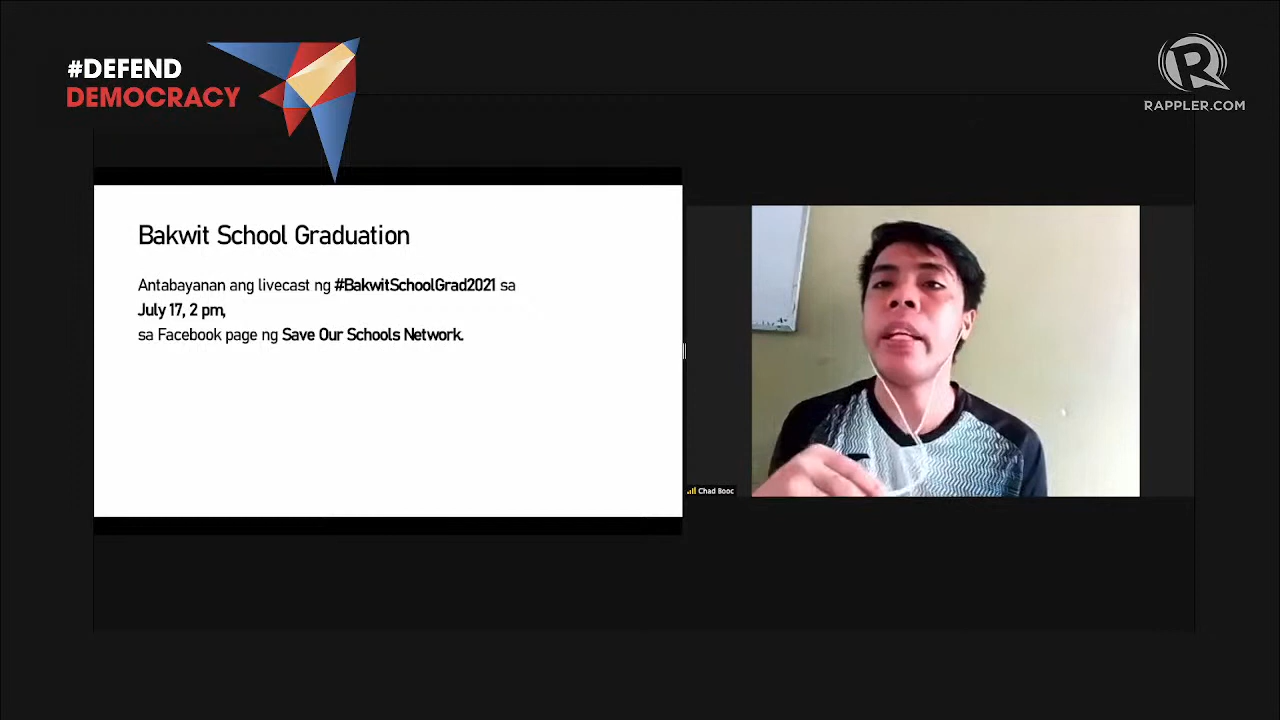 #DEFEND
DEMOCRACY
R
RAPPLER.COM
Bakwit School Graduation
Antabayanan ang livecast ng #BakwitSchoolGrad2021 sa
July 17, 2 pm,
sa Facebook page ng Save Our Schools Network.
Chad Booc